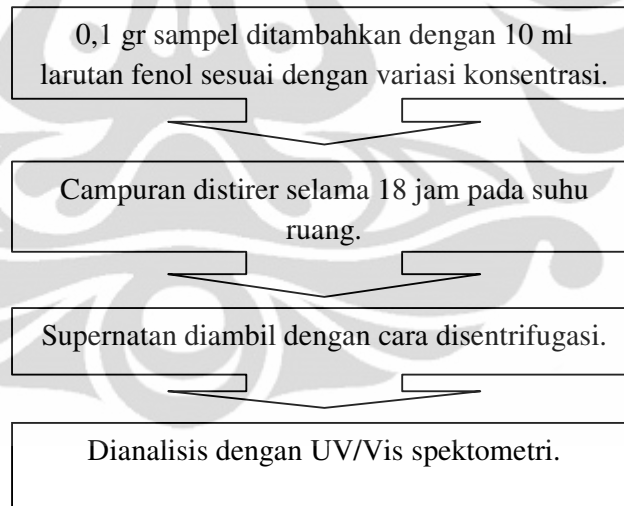 0,1 gr sampel ditambahkan dengan 10 ml
larutan fenol sesuai dengan variasi konsentrasi.
Campuran distirer selama 18 jam pada suhu
ruang.
Supernatan diambil dengan cara disentrifugasi.
Dianalisis dengan UV/Vis spektometri.